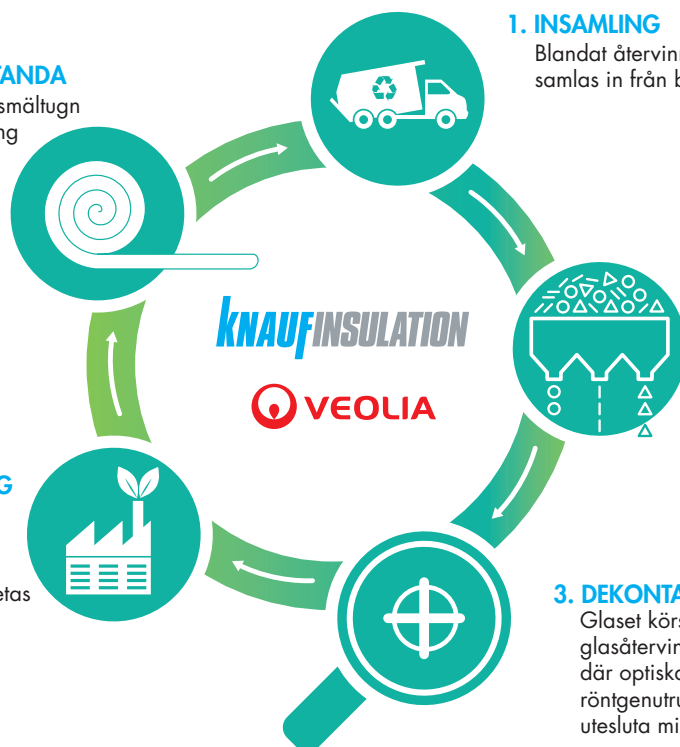 1. INSAMLING
Blandat återvin
samlas in från b
TANDA
smältugn
ng
KNAUFINSULATION
VEOLIA
G
etas
3. DEKONTA
Glaset körs
glasåtervin
där optiska
röntgenutru
utesluta mi